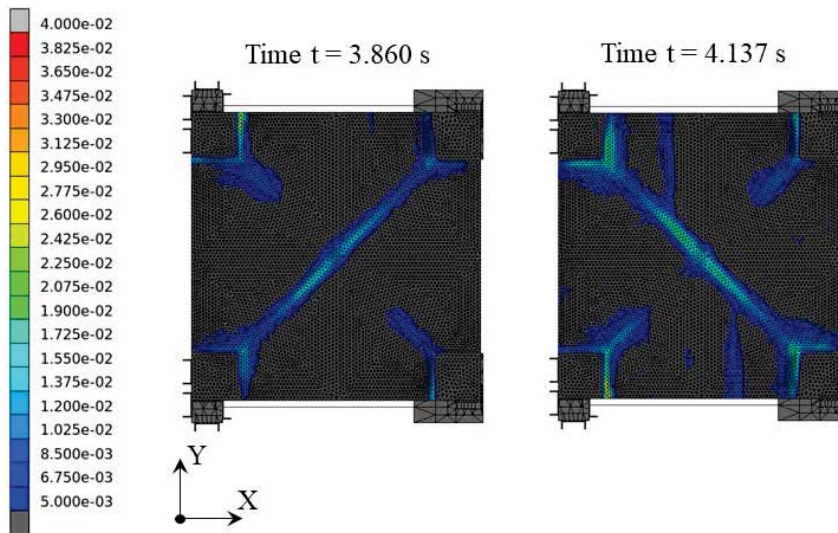 4.000e-02
3.825e-02
3.650e-02
3.475e-02
3.300e-02
3.125e-02
2.950e-02
2.775e-02
2.600e-02
2.425e-02
2.250e-02
2.075e-02
1.900e-02
1.725e-02
1.550e-02
1.375e-02
1.200e-02
1.025e-02
8.500e-03
6.750e-03
5.000e-03
Time t = 3.860 s
Time t = 4.137 s
Y
X